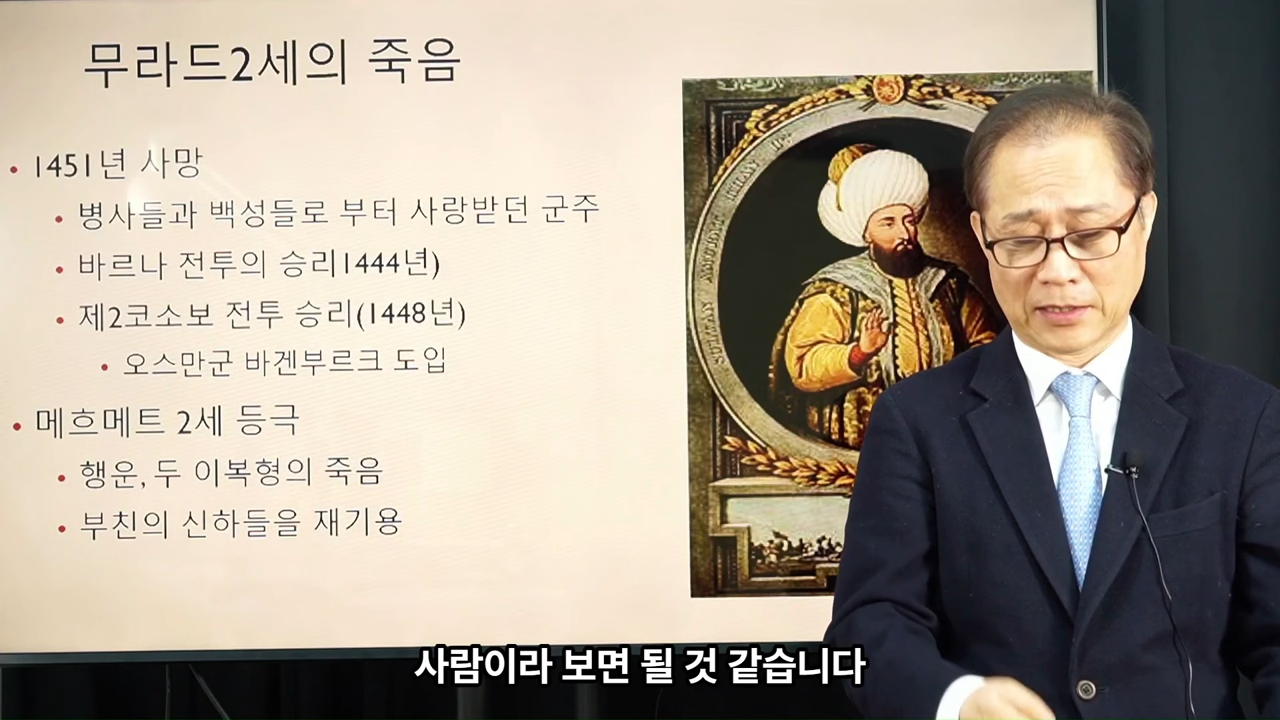 무라드2세의 죽음
1451년 사망
병사들과 백성들로 부터 사랑받던 군주
바르나 전투의 승리1444년)
제2코소보 전투 승리(1448년)
오스만군 바겐부르크 도입
메흐메트 2세 등극
행운, 두 이복형의 죽음
부친의 신하들을 재기용
사람이라 보면 될 것 같습니다